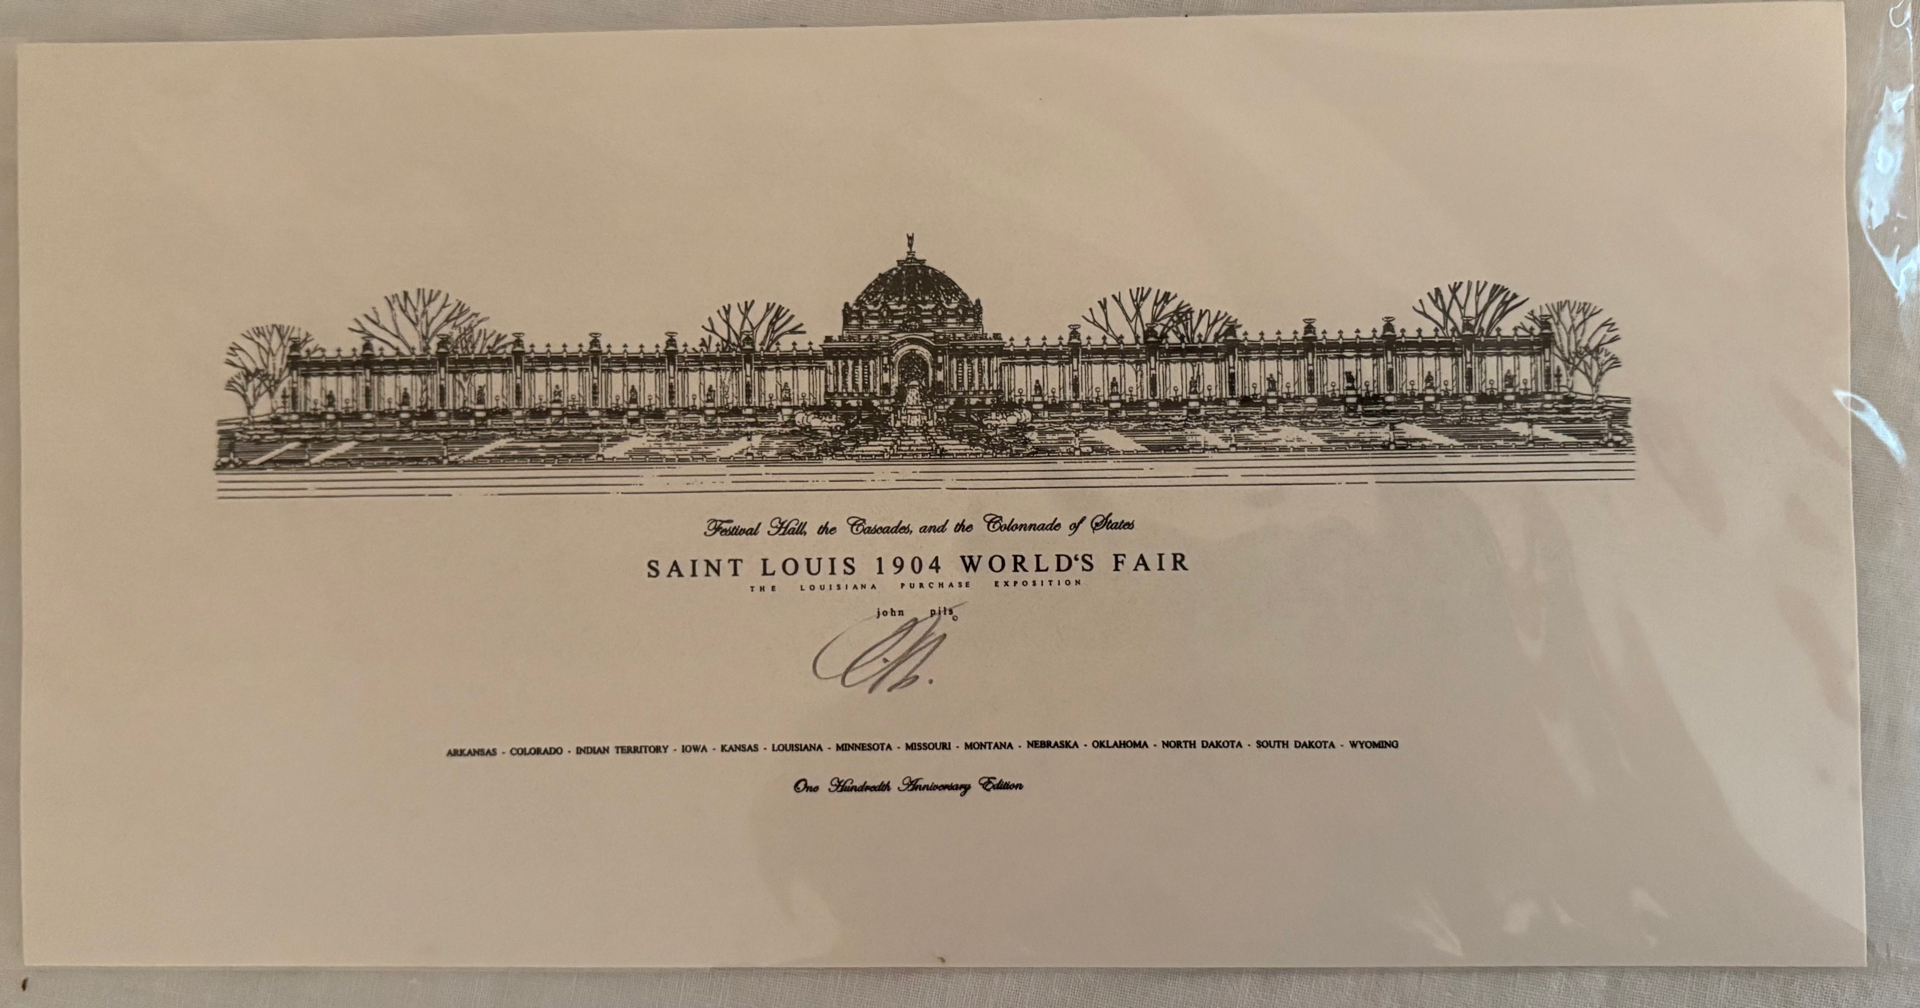 Festival Hall, the Cascades, and the Colonnade of States
SAINT LOUIS 1904 WORLD'S FAIR
THE LOUISIANA PURCHASE EXPOSITION
john pils
ARKANSAS - COLORADO - INDIAN TERRITORY - IOWA - KANSAS - LOUISIANA - MINNESOTA - MISSOURI - MONTANA - NEBRASKA - OKLAHOMA - NORTH DAKOTA - SOUTH DAKOTA - WYOMING
One Hundredth Anniversary Edition